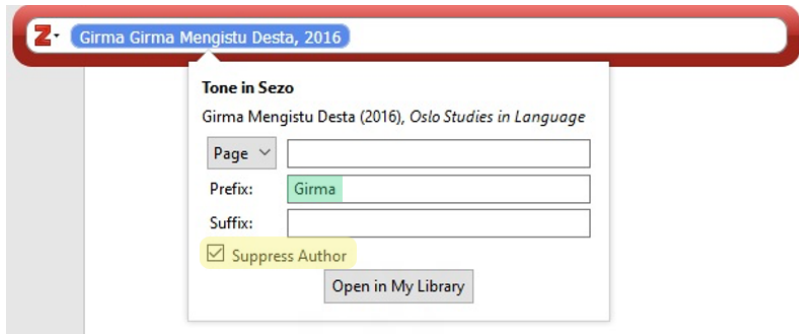 Z Girma Girma Mengistu Desta, 2016
Tone in Sezo
Girma Mengistu Desta (2016), Oslo Studies in Language
Page
Prefix: Girma
Suffix:
Suppress Author
Open in My Library